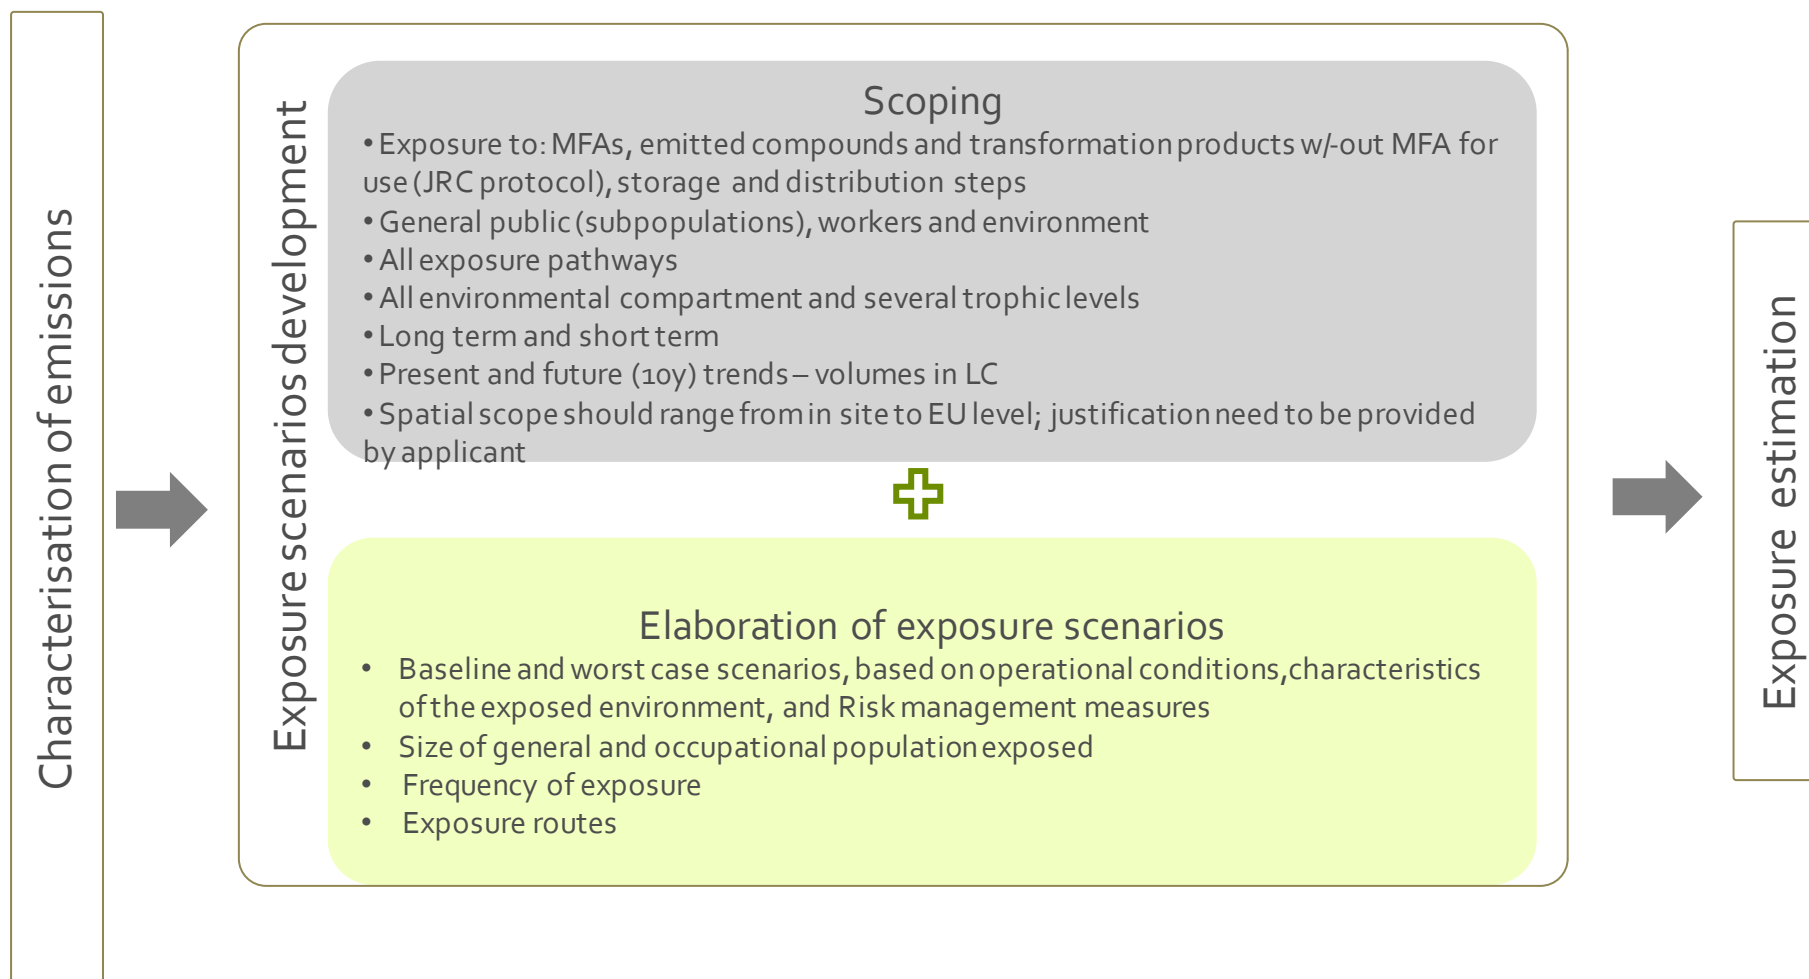 Characterisation of emissions
Exposure scenarios development
Scoping
• Exposure to: MFAs, emitted compounds and transformation products w/-out MFA for
use (JRC protocol), storage and distribution steps
• General public (subpopulations), workers and environment
• All exposure pathways
• All environmental compartment and several trophic levels
• Long term and short term
• Present and future (10y) trends – volumes in LC
• Spatial scope should range from in site to EU level; justification need to be provided
by applicant
Elaboration of exposure scenarios
• Baseline and worst case scenarios, based on operational conditions, characteristics
of the exposed environment, and Risk management measures
• Size of general and occupational population exposed
• Frequency of exposure
• Exposure routes
Exposure estimation